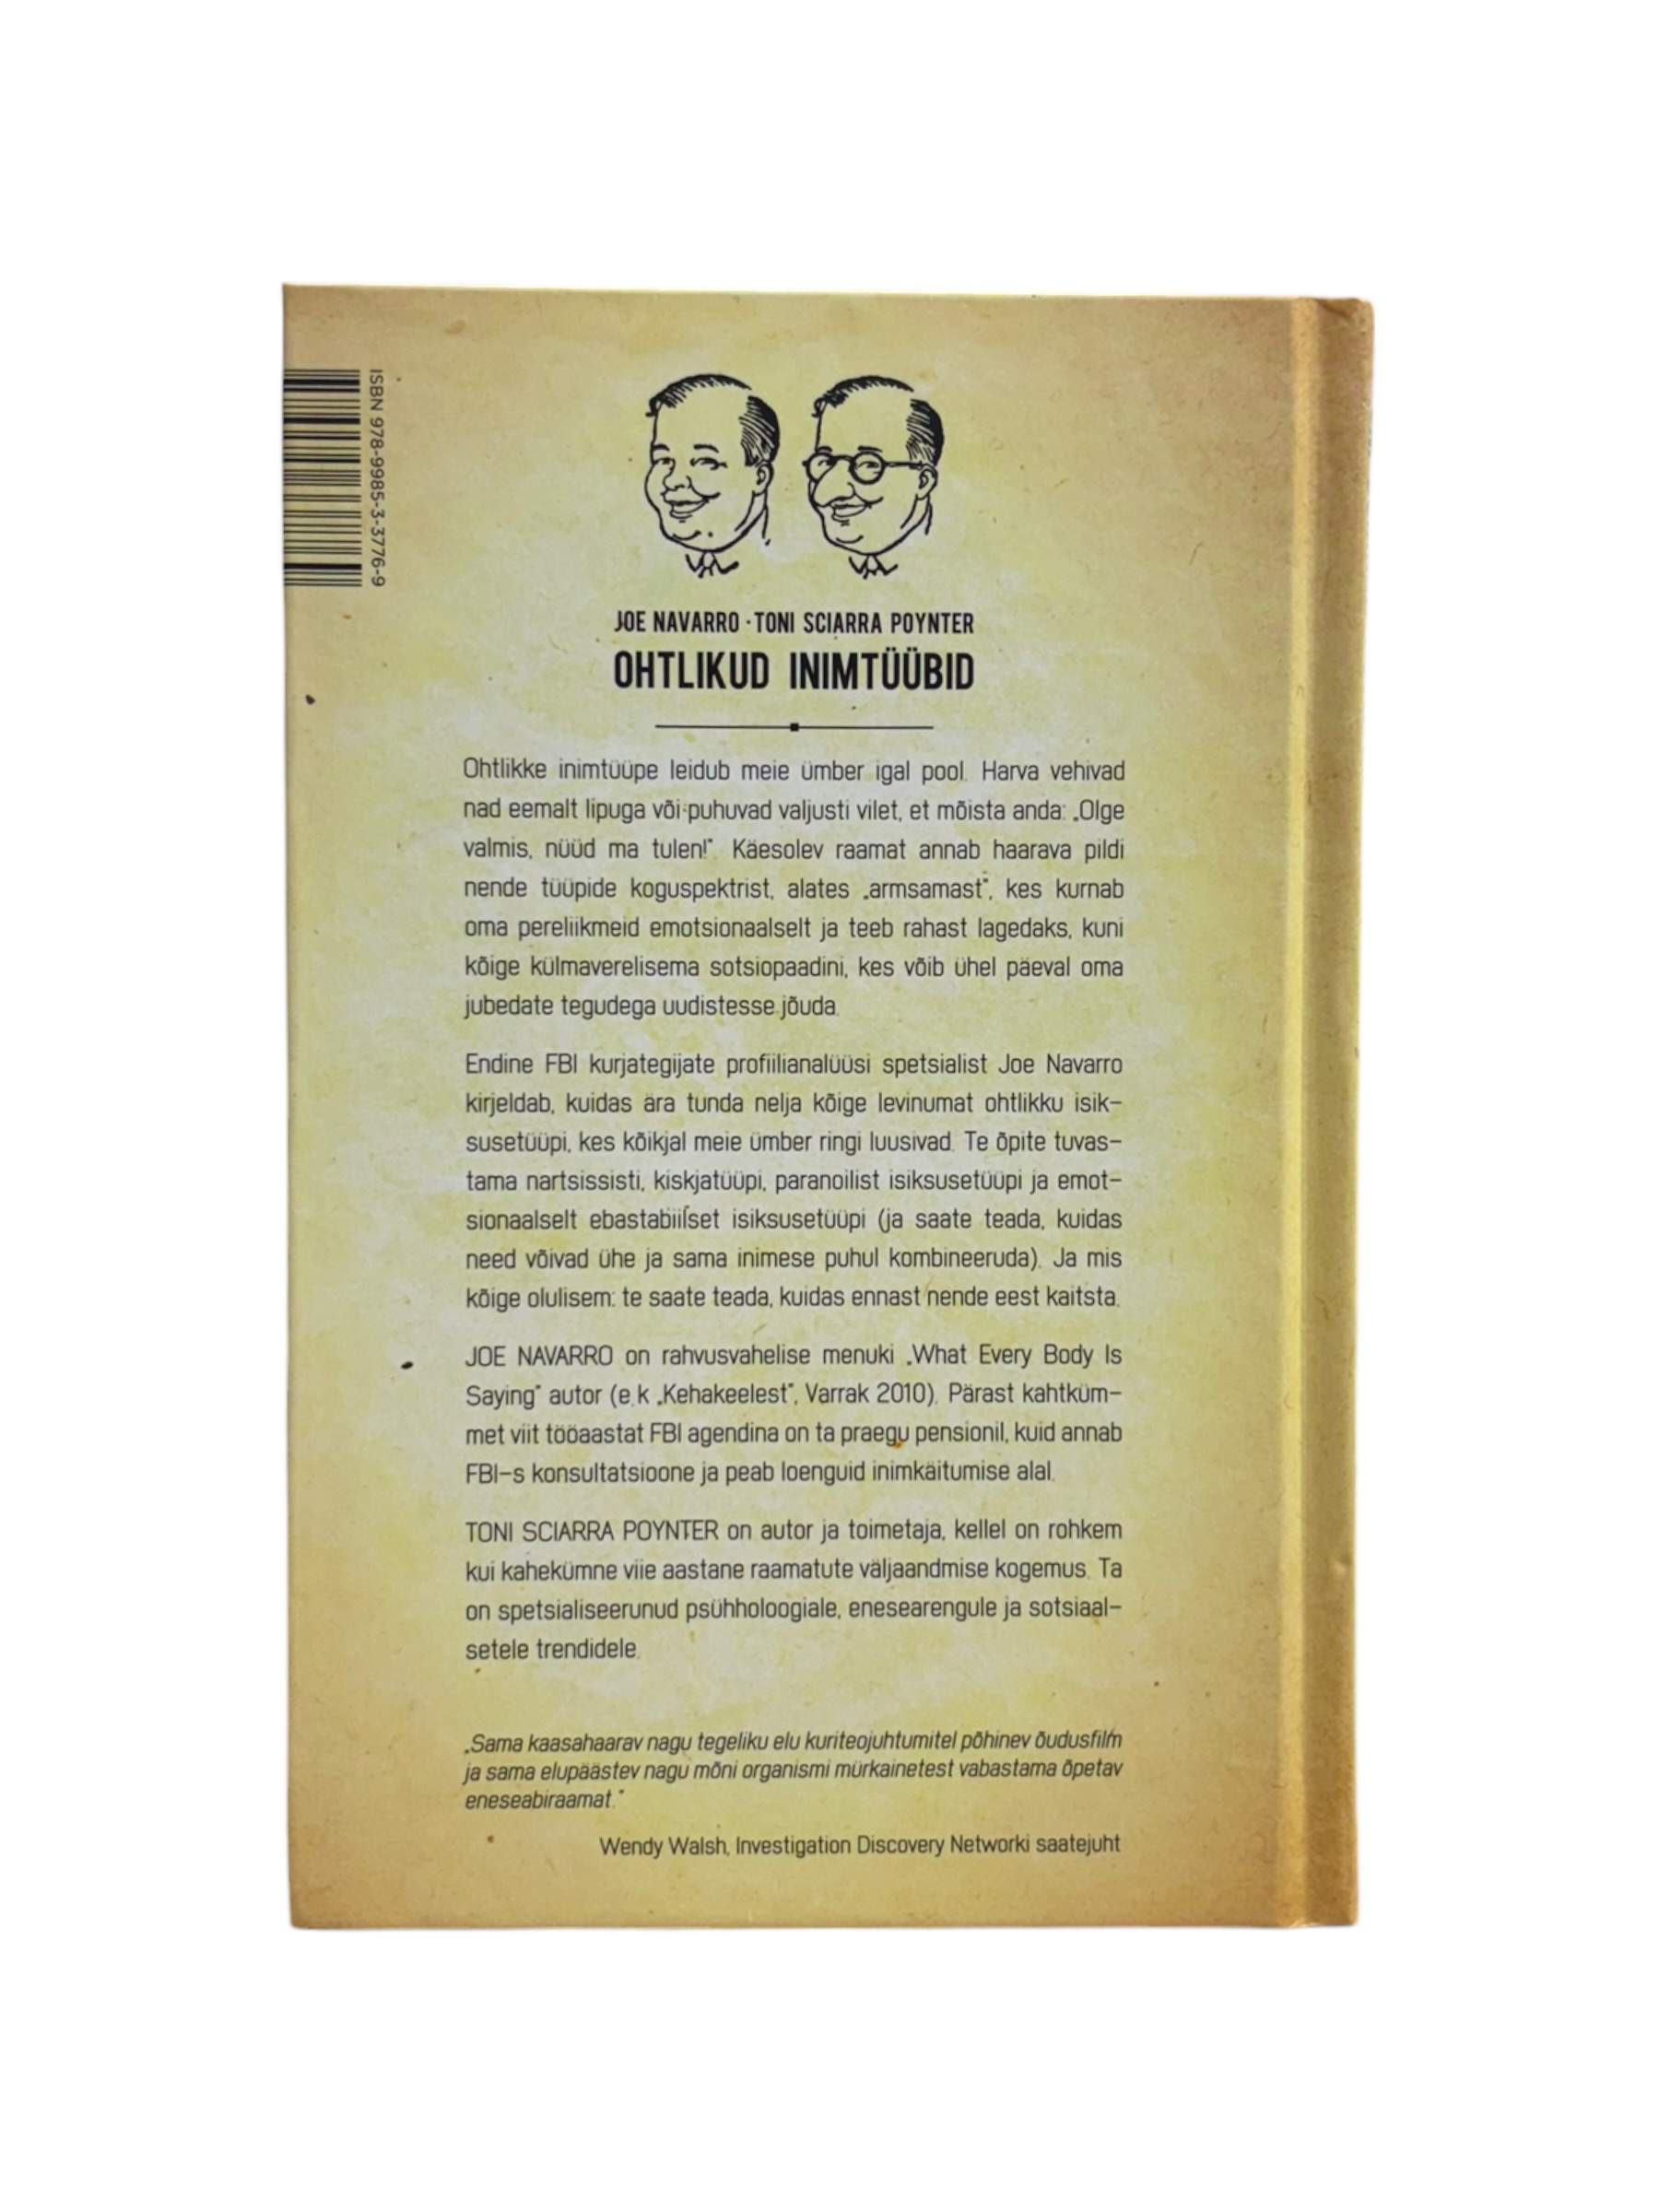 ISBN 978-9985-3-3776-9
JOE NAVARRO · TONI SCIARRA POYNTER
OHTLIKUD INIMTÜÜBID
Ohtlikke inimtüüpe leidub meie ümber igal pool. Harva vehivad
nad eemalt lipuga või puhuvad valjusti vilet, et mõista anda: „Olge
valmis, nüüd ma tulen!". Käesolev raamat annab haarava pildi
nende tüüpide koguspektrist, alates „armsamast", kes kurnab
oma pereliikmeid emotsionaalselt ja teeb rahast lagedaks, kuni
kõige külmaverelisema sotsiopaadini, kes võib ühel päeval oma
jubedate tegudega uudistesse jõuda.
Endine FBI kurjategijate profiilianalüüsi spetsialist Joe Navarro
kirjeldab, kuidas ära tunda nelja kõige levinumat ohtlikku isik-
susetüüpi, kes kõikjal meie ümber ringi luusivad. Te õpite tuvas-
tama nartsissisti, kiskjatüüpi, paranoilist isiksusetüüpi ja emot-
sionaalselt ebastabiilset isiksusetüüpi (ja saate teada, kuidas
need võivad ühe ja sama inimese puhul kombineeruda). Ja mis
kõige olulisem: te saate teada, kuidas ennast nende eest kaitsta.
JOE NAVARRO on rahvusvahelise menuki „What Every Body Is
Saying" autor (e.k „Kehakeelest", Varrak 2010). Pärast kahtküm-
met viit tööaastat FBI agendina on ta praegu pensionil, kuid annab
FBI-s konsultatsioone ja peab loenguid inimkäitumise alal.
TONI SCIARRA POYNTER on autor ja toimetaja, kellel on rohkem
kui kahekümne viie aastane raamatute väljaandmise kogemus. Ta
on spetsialiseerunud psühholoogiale, enesearengule ja sotsiaal-
setele trendidele.
„Sama kaasahaarav nagu tegeliku elu kuriteojuhtumitel põhinev õudusfilm
ja sama elupäästev nagu mõni organismi mürkainetest vabastama õpetav
eneseabiraamat."
Wendy Walsh, Investigation Discovery Networki saatejuht